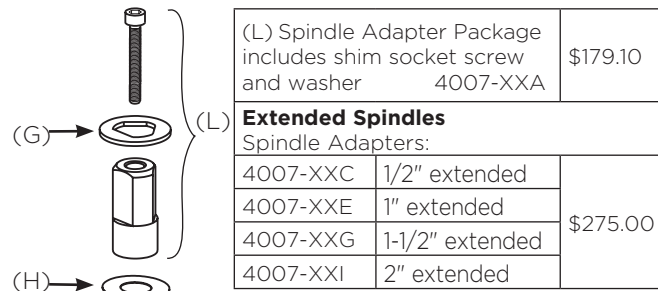 (L) Spindle Adapter Package
includes shim socket screw
and washer 4007-XXA
$179.10
(G)
(L)
Extended Spindles
Spindle Adapters:
4007-XXC 1/2" extended
4007-XXE 1" extended
4007-XXG 1-1/2" extended
4007-XXI 2" extended
$275.00
(H)